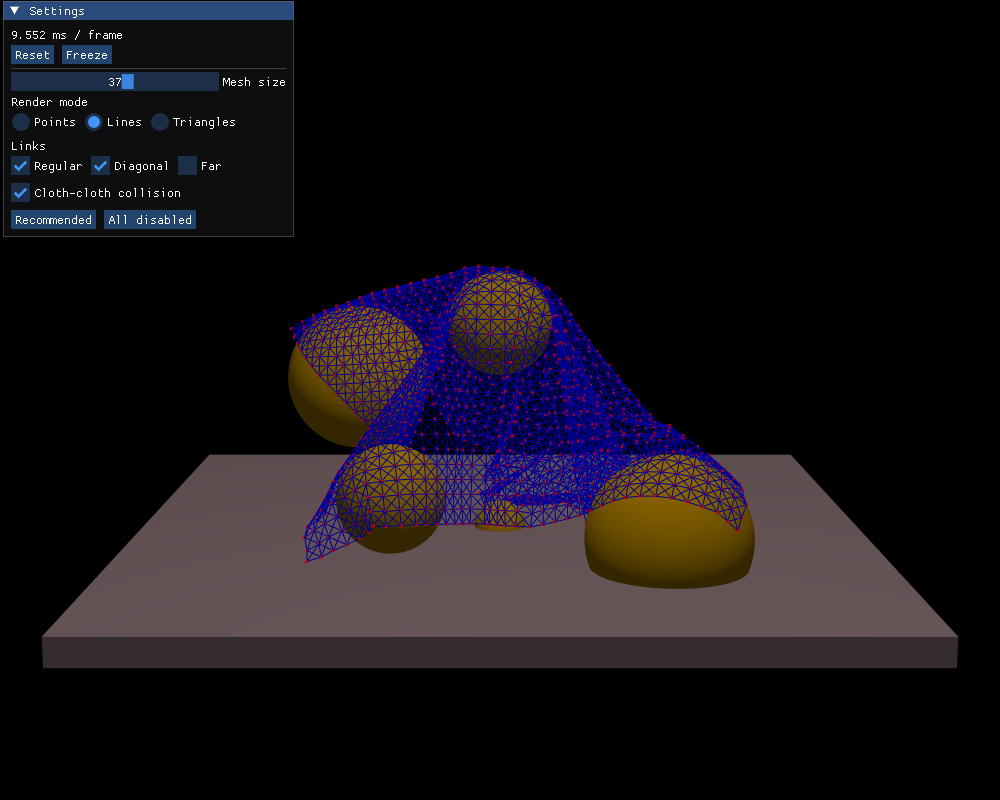 Settings
9.552 ms / frame
Reset Freeze
37 Mesh size
Render mode
Points Lines Triangles
Links
Regular Diagonal Far
Cloth-cloth collision
Recommended All disabled